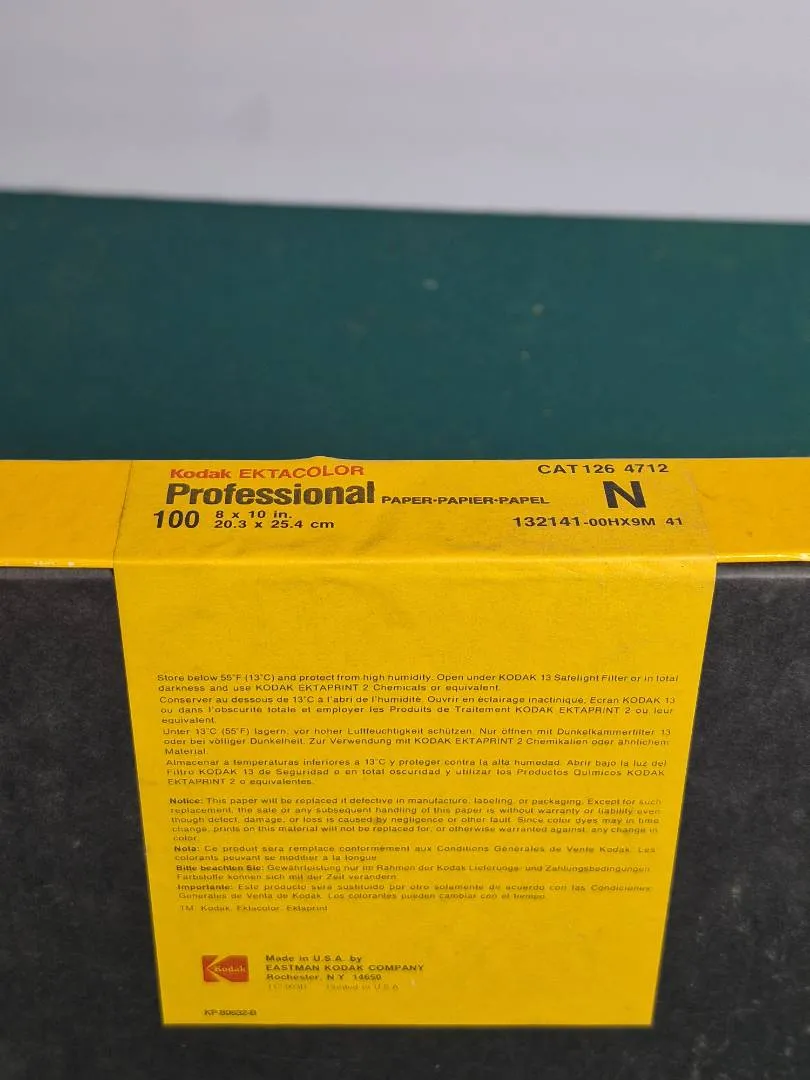 Kodak EKTACOLOR
CAT 126 4712
Professional PAPER-PAPIER-PAPEL
N
100 8 x 10 in.
20.3 x 25.4 cm
132141-00HX9M 41
Store below 55°F (13°C) and protect from high humidity. Open under KODAK 13 Safelight Filter or in total
darkness and use KODAK EKTAPRINT 2 Chemicals or equivalent.
Conserver au dessous de 13°C à l'abri de l'humidité. Ouvrir en éclairage inactinique, Ecran KODAK 13
ou dans l'obscurité totale et employer les Produits de Traitement KODAK EKTAPRINT 2 ou leur
équivalent.
Unter 13°C (55°F) lagern, vor hoher Luftfeuchtigkeit schützen. Nur öffnen mit Dunkelkammerfilter 13
oder bei völliger Dunkelheit. Zur Verwendung mit KODAK EKTAPRINT 2 Chemikalien oder ähnlichem
Material.
Almacenar a temperaturas inferiores a 13°C y proteger contra la alta humedad. Abrir bajo la luz del
Filtro KODAK 13 de Seguridad o en total oscuridad y utilizar los Productos Químicos KODAK
EKTAPRINT 2 o equivalentes.
Notice: This paper will be replaced if defective in manufacture, labeling, or packaging. Except for such
replacement, the sale or any subsequent handling of this paper is without warranty or liability even
though defect, damage, or loss is caused by negligence or other fault. Since color dyes may in time
change, prints on this material will not be replaced for, or otherwise warranted against, any change in
color.
Nota: Ce produit sera remplacé conformément aux Conditions Générales de Vente Kodak. Les
colorants peuvent se modifier à la longue.
Bitte beachten Sie: Gewährleistung nur im Rahmen der Kodak Lieferungs- und Zahlungsbedingungen.
Farbstoffe können sich mit der Zeit verändern.
Importante: Este producto será sustituido por otro solamente de acuerdo con las Condiciones
Generales de Venta de Kodak. Los colorantes pueden cambiar con el tiempo.
TM: Kodak, Ektacolor, Ektaprint
Kodak
Made in U.S.A. by
EASTMAN KODAK COMPANY
Rochester, N.Y. 14650
Printed in U.S.A.
KP 80632-B